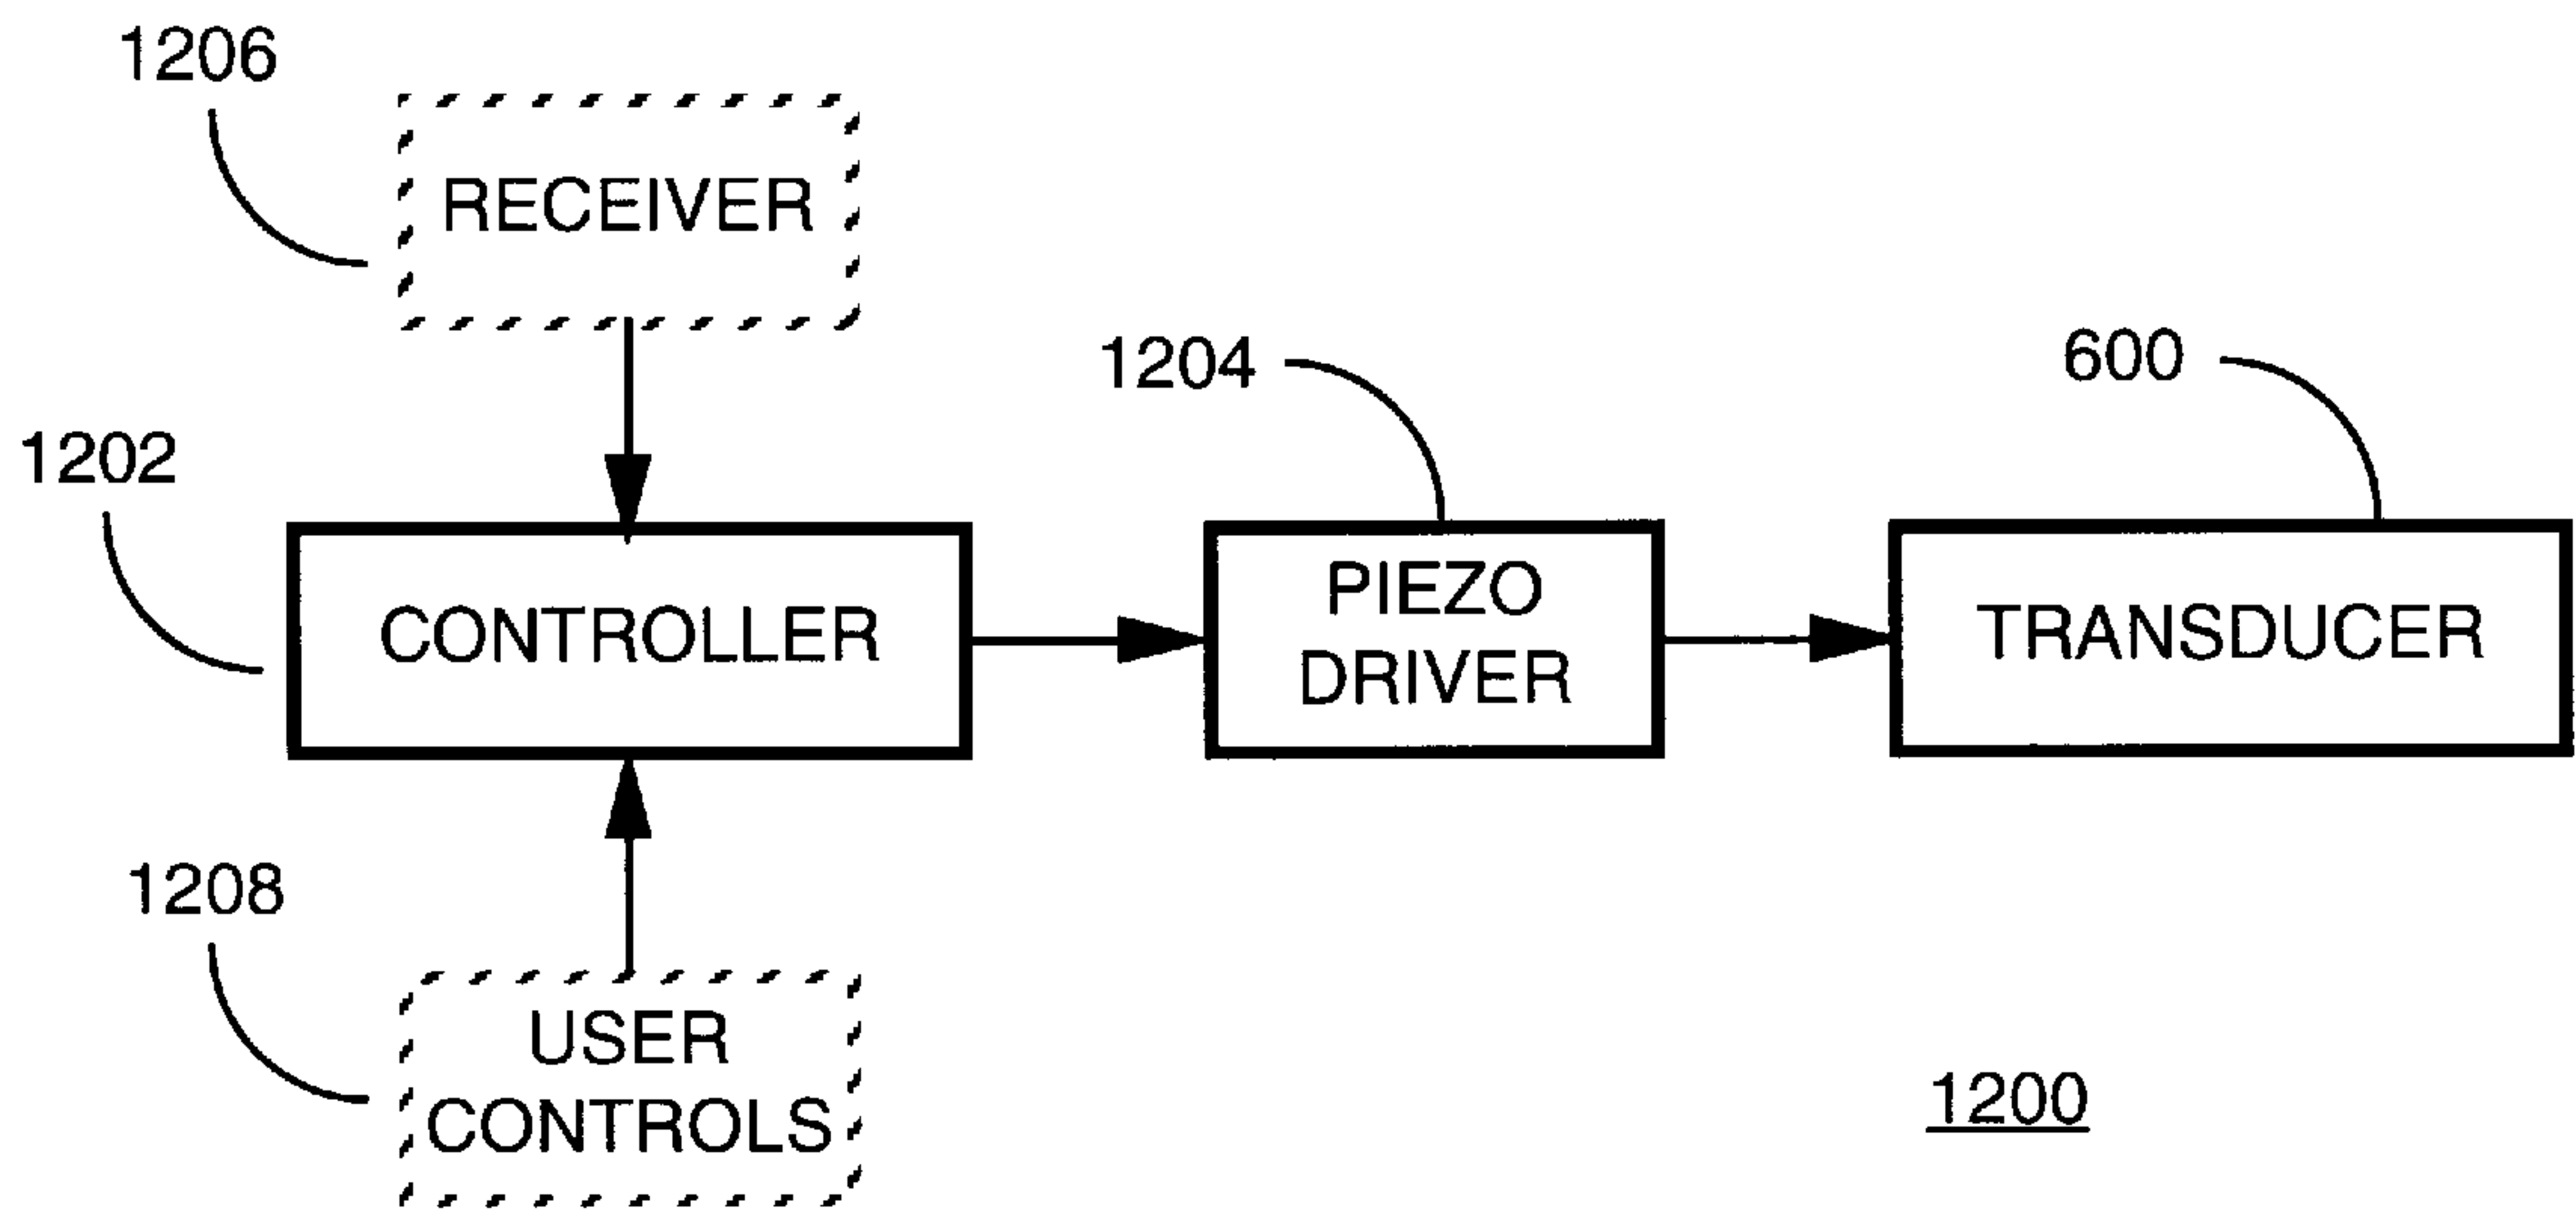 1206
RECEIVER
1204
600
1202
CONTROLLER
PIEZO
DRIVER
TRANSDUCER
1208
USER
CONTROLS
1200